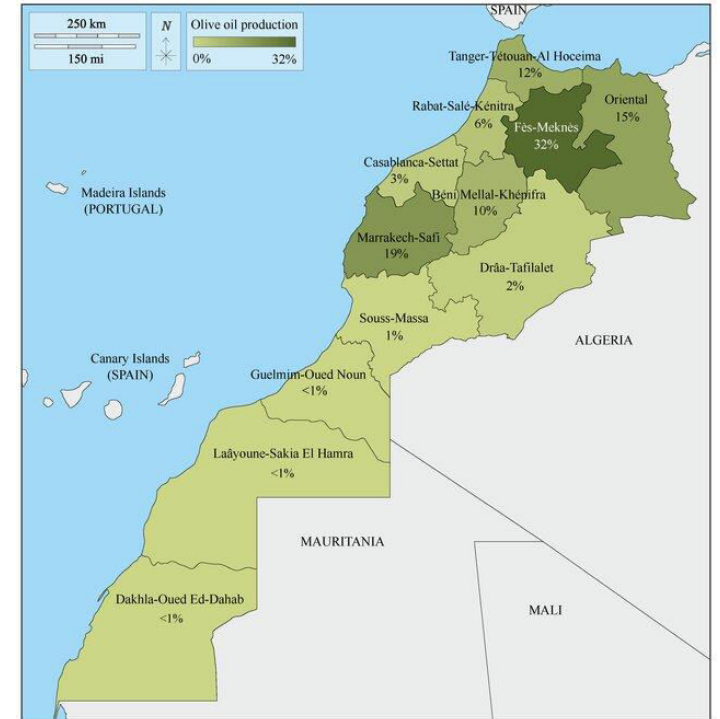 250 km
150 mi
N
Olive oil production
0%
32%
SPAIN
Tanger-Tétouan-Al Hoceima
12%
Oriental
15%
Rabat-Salé-Kénitra
6%
Fès-Meknès
32%
Casablanca-Settat
3%
Madeira Islands
(PORTUGAL)
Béni Mellal-Khénifra
10%
Marrakech-Safi
19%
Drâa-Tafilalet
2%
Souss-Massa
1%
ALGERIA
Canary Islands
(SPAIN)
Guelmim-Oued Noun
<1%
Laâyoune-Sakia El Hamra
<1%
MAURITANIA
Dakhla-Oued Ed-Dahab
<1%
MALI